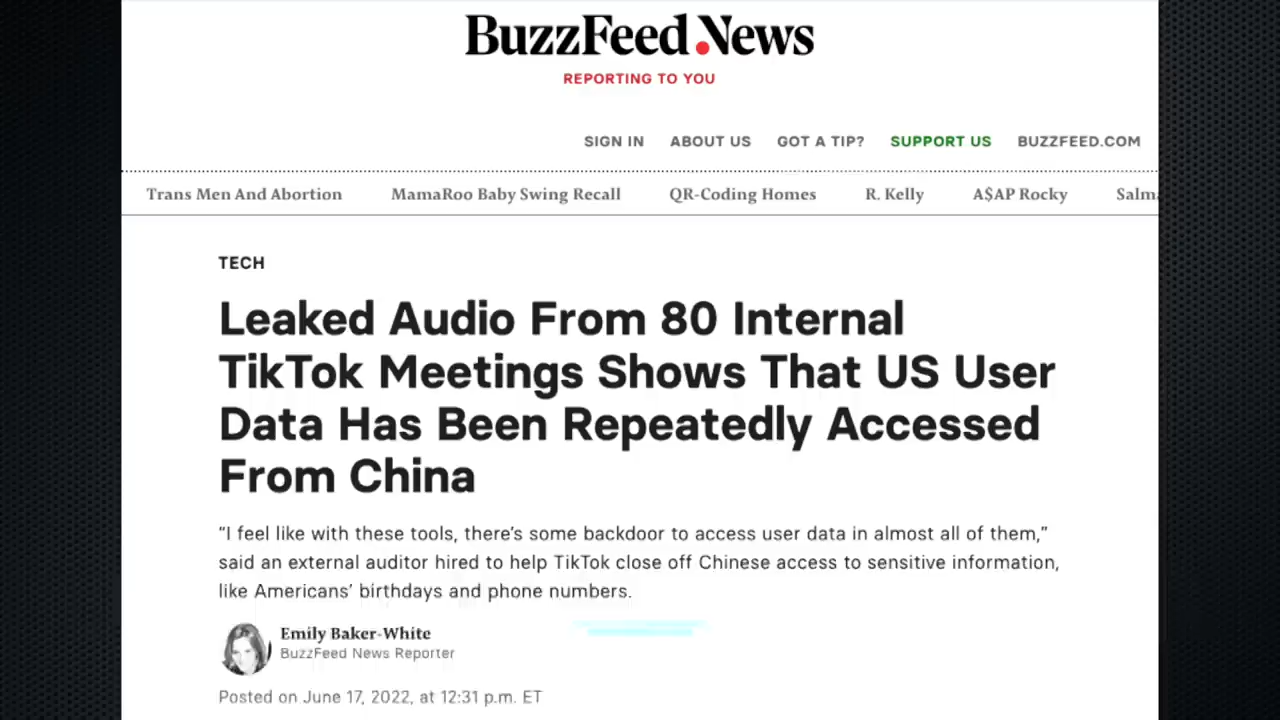 BuzzFeed News
REPORTING TO YOU
SIGN IN ABOUT US GOT A TIP? SUPPORT US BUZZFEED.COM
Trans Men And Abortion MamaRoo Baby Swing Recall QR-Coding Homes R. Kelly A$AP Rocky Salma
TECH
Leaked Audio From 80 Internal
TikTok Meetings Shows That US User
Data Has Been Repeatedly Accessed
From China
“I feel like with these tools, there’s some backdoor to access user data in almost all of them,”
said an external auditor hired to help TikTok close off Chinese access to sensitive information,
like Americans’ birthdays and phone numbers.
Emily Baker-White
BuzzFeed News Reporter
Posted on June 17, 2022, at 12:31 p.m. ET